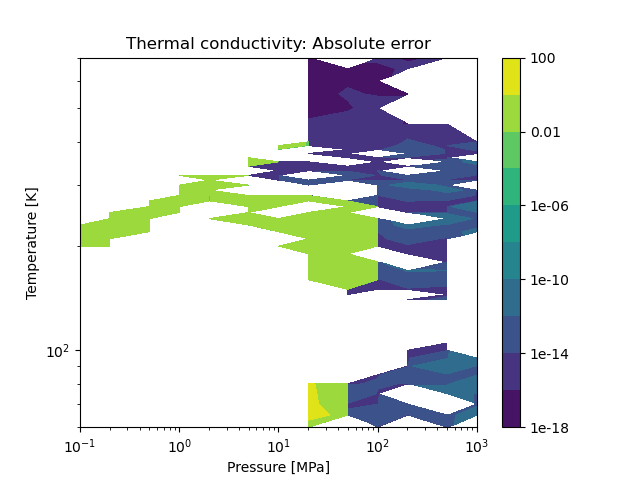 Thermal conductivity: Absolute error
Temperature [K]
10²
10⁻¹ 10⁰ 10¹ 10² 10³
Pressure [MPa]
100
0.01
1e-06
1e-10
1e-14
1e-18